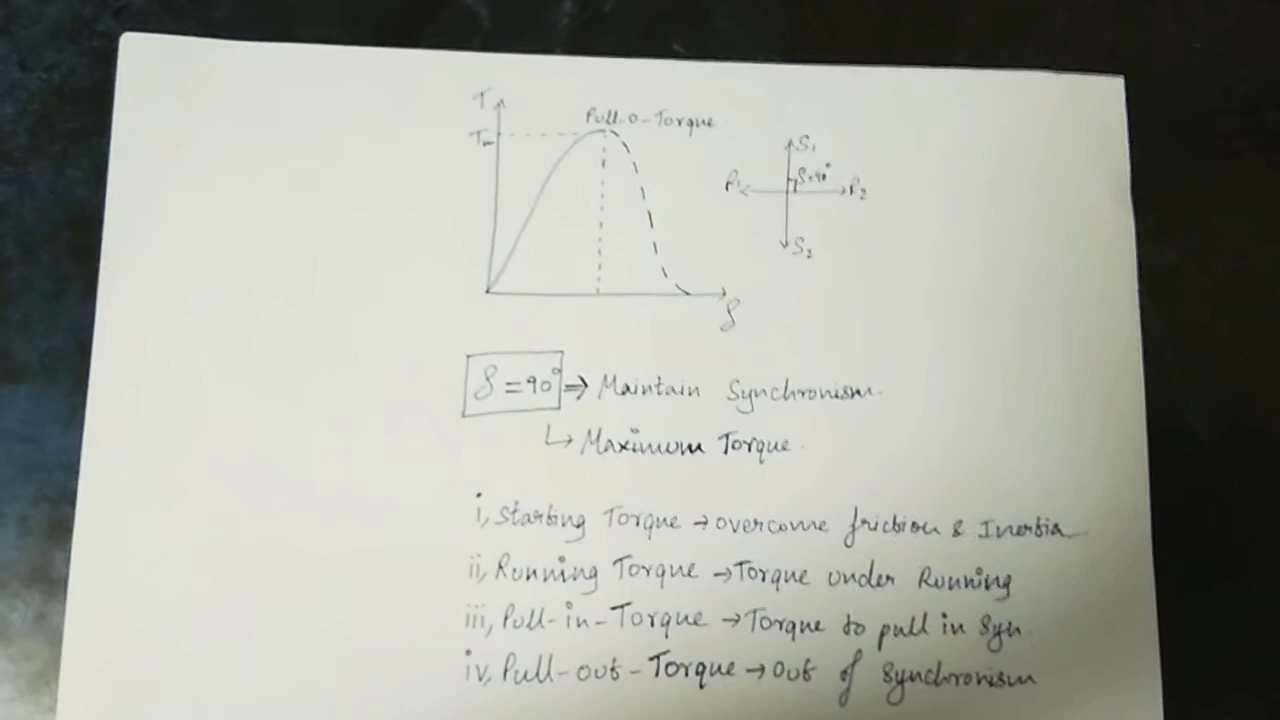 T
Pull-o-Torque
Tm
S1
δ=90°
P1
P2
S2
δ
δ=90° ⇒ Maintain Synchronism.
↳ Maximum Torque.
i, Starting Torque → overcome friction & Inertia
ii, Running Torque → Torque under Running
iii, Pull-in-Torque → Torque to pull in Syn
iv, Pull-out-Torque → Out of Synchronism